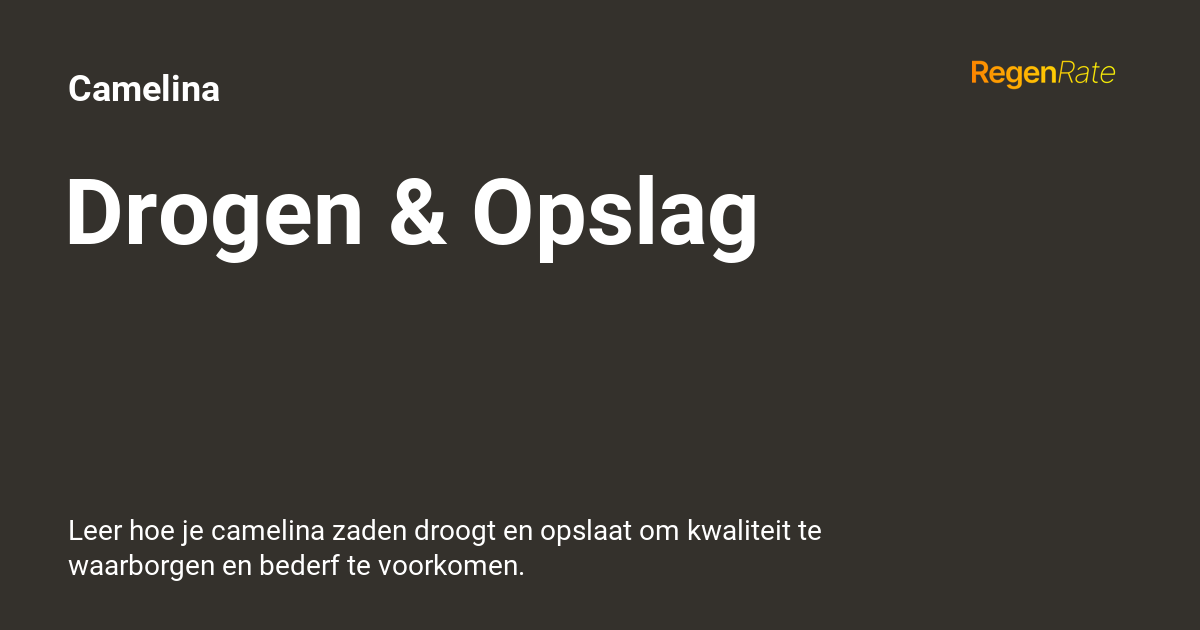 Camelina
RegenRate
Drogen & Opslag
Leer hoe je camelina zaden droogt en opslaat om kwaliteit te
waarborgen en bederf te voorkomen.